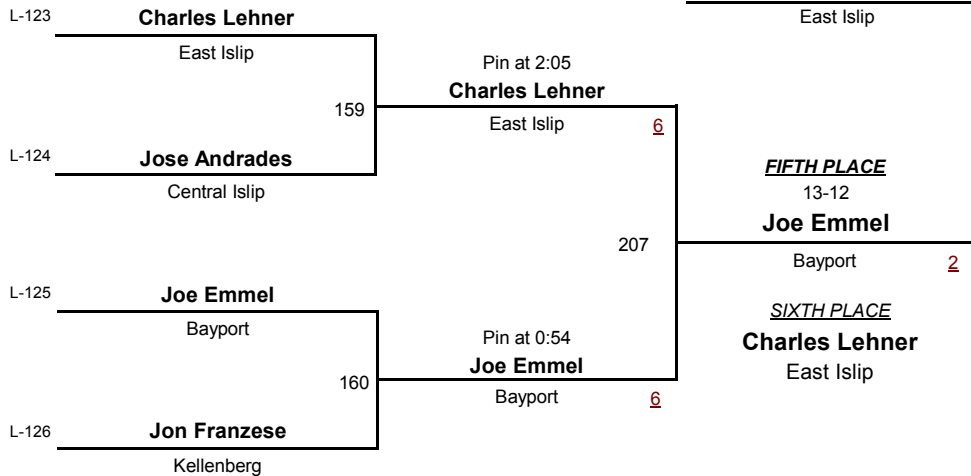 L-123
Charles Lehner
East Islip
East Islip
Pin at 2:05
Charles Lehner
159
East Islip
6
L-124
Jose Andrades
Central Islip
FIFTH PLACE
13-12
Joe Emmel
207
Bayport
2
L-125
Joe Emmel
Bayport
SIXTH PLACE
Charles Lehner
East Islip
Pin at 0:54
Joe Emmel
160
Bayport
6
L-126
Jon Franzese
Kellenberg